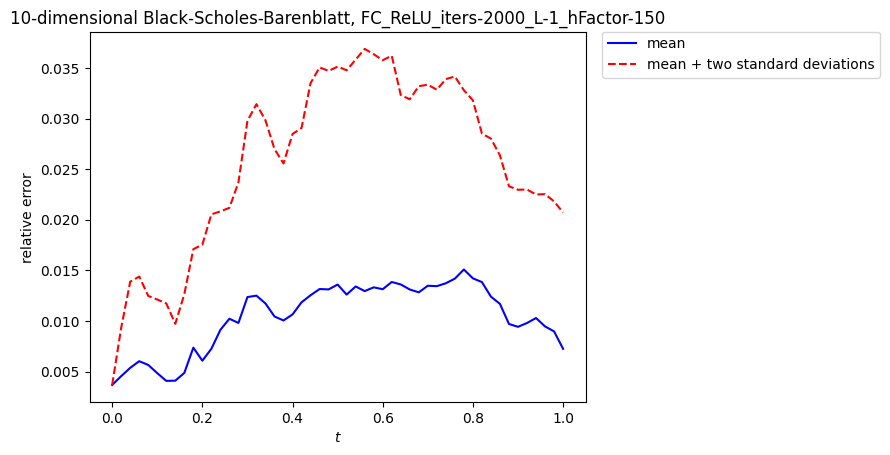 10-dimensional Black-Scholes-Barenblatt, FC_ReLU_iters-2000_L-1_hFactor-150
mean
mean + two standard deviations
relative error
0.035
0.030
0.025
0.020
0.015
0.010
0.005
0.0 0.2 0.4 0.6 0.8 1.0
t